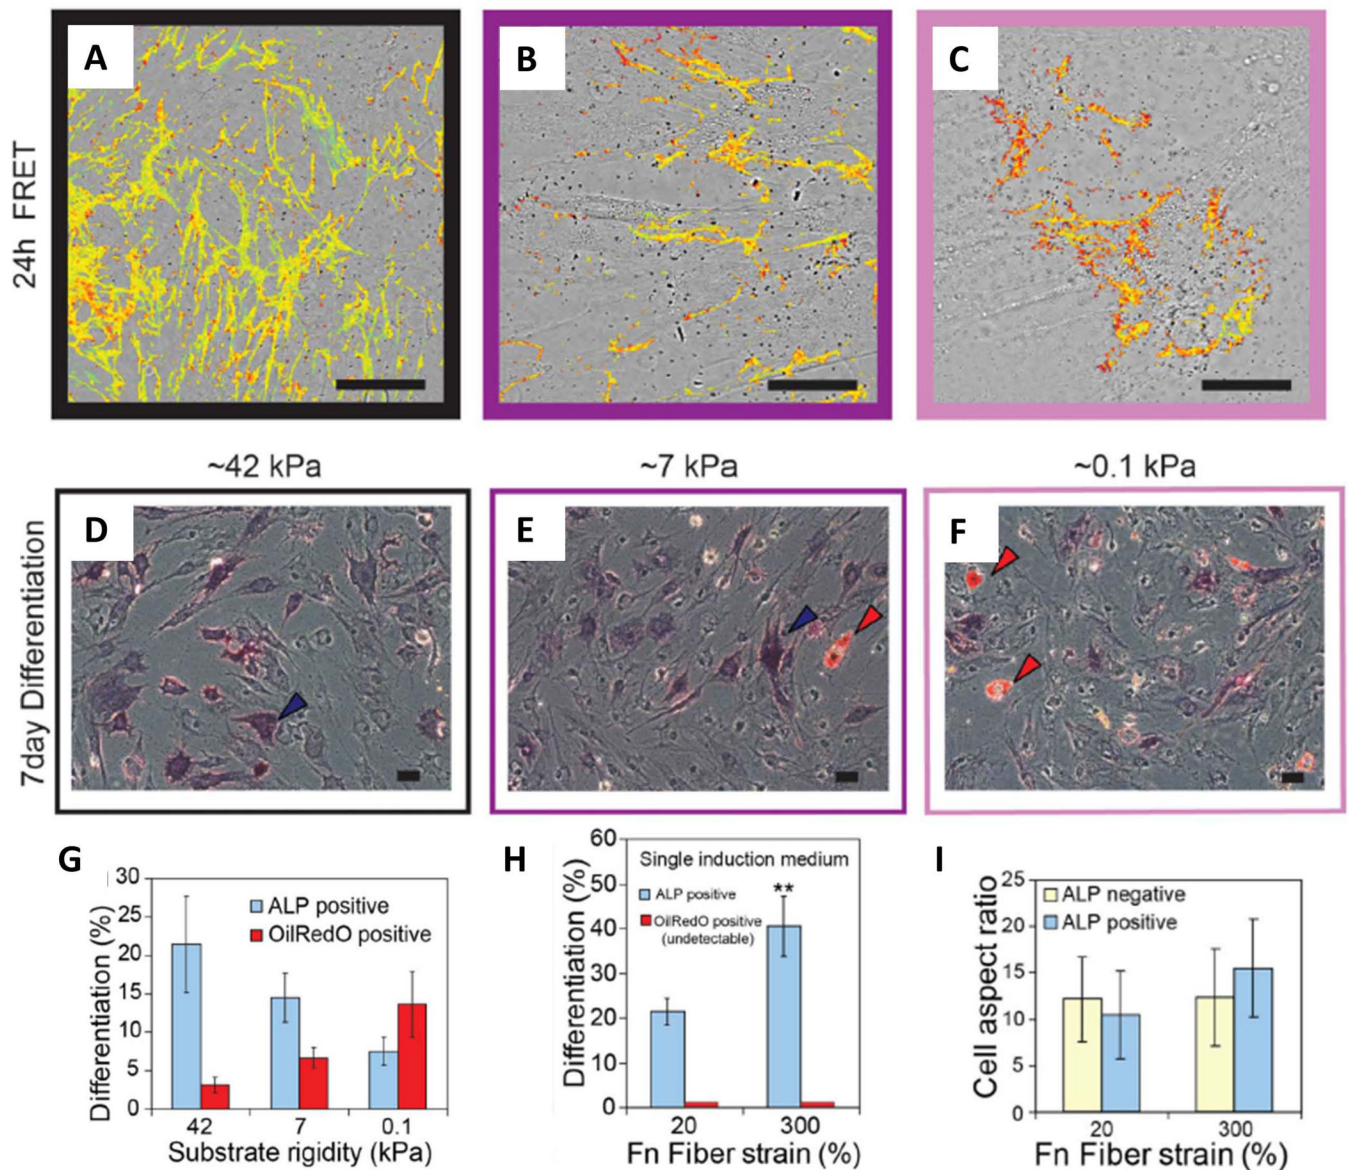 A
B
C
24h FRET
~42 kPa
~7 kPa
~0.1 kPa
D
E
F
7day Differentiation
G
Differentiation (%)
30
25
20
15
10
5
0
ALP positive
OilRedO positive
42
7
0.1
Substrate rigidity (kPa)
H
Differentiation (%)
60
50
40
30
20
10
0
Single induction medium
ALP positive
OilRedO positive
(undetectable)
**
20
300
Fn Fiber strain (%)
I
Cell aspect ratio
25
20
15
10
5
0
ALP negative
ALP positive
20
300
Fn Fiber strain (%)